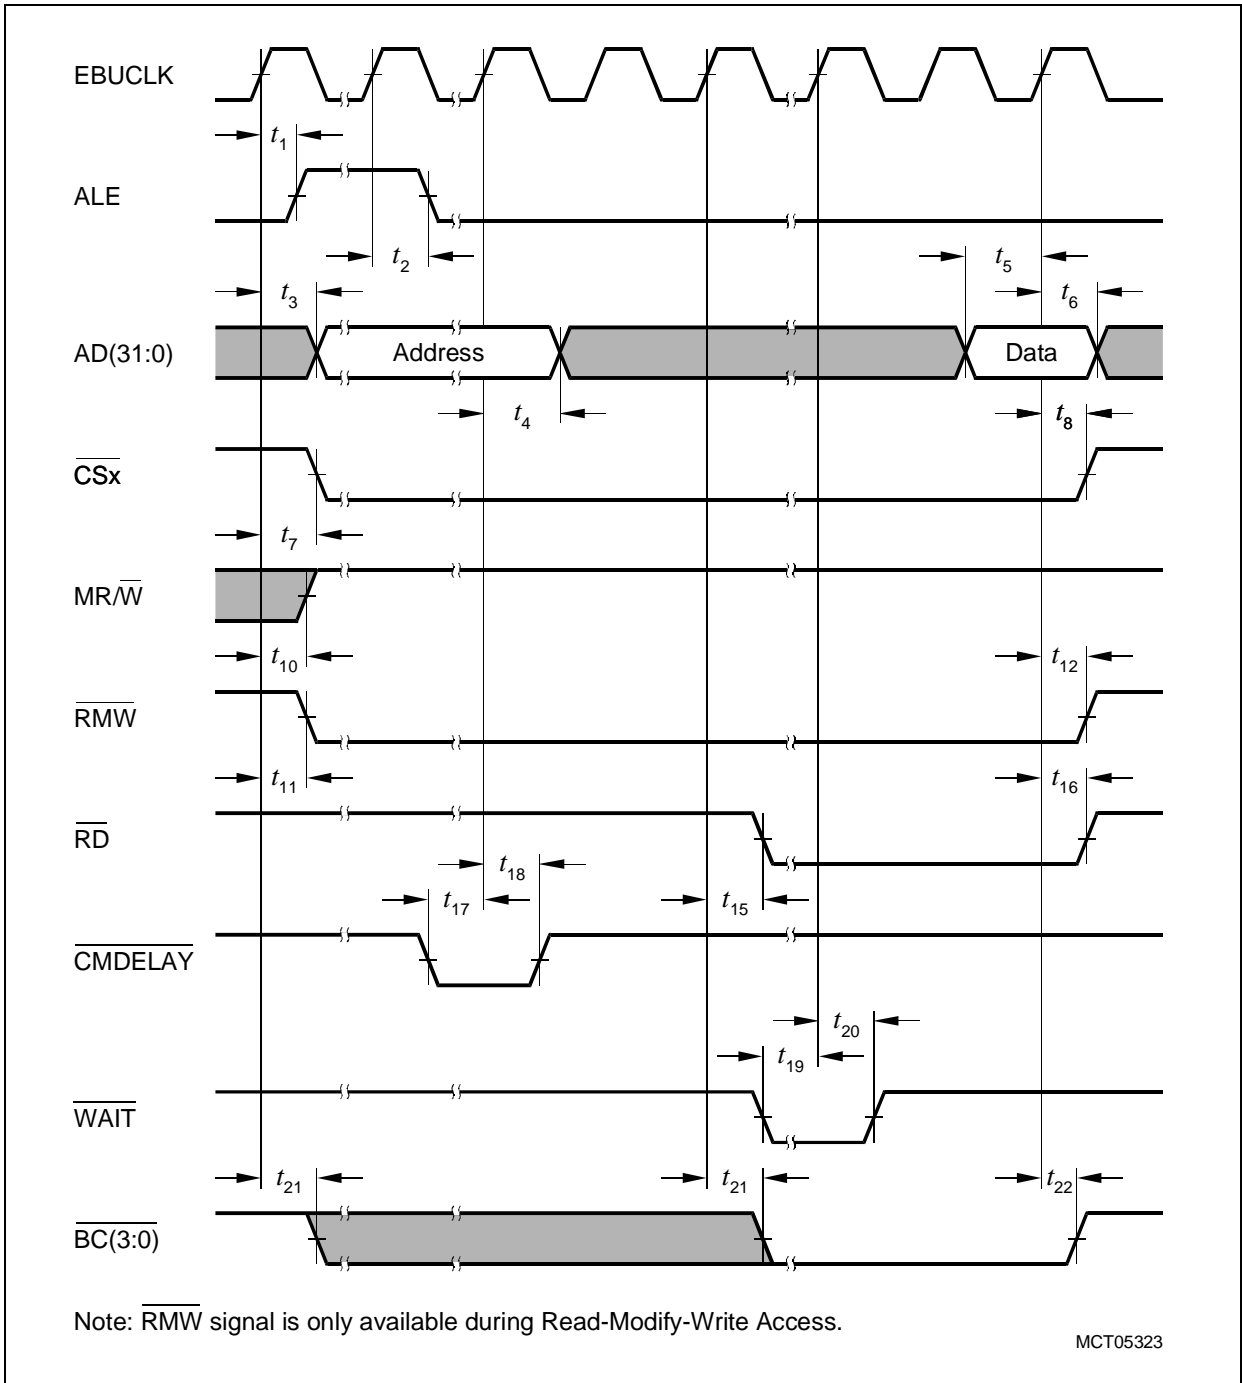 EBUCLK
t1
ALE
t2
t5
t3
t6
AD(31:0)
Address
Data
t4
t8
CSx
t7
MR/W
t10
t12
RMW
t11
t16
RD
t18
t17
t15
CMDELAY
t20
t19
WAIT
t21
t21
t22
BC(3:0)
Note: RMW signal is only available during Read-Modify-Write Access.
MCT05323